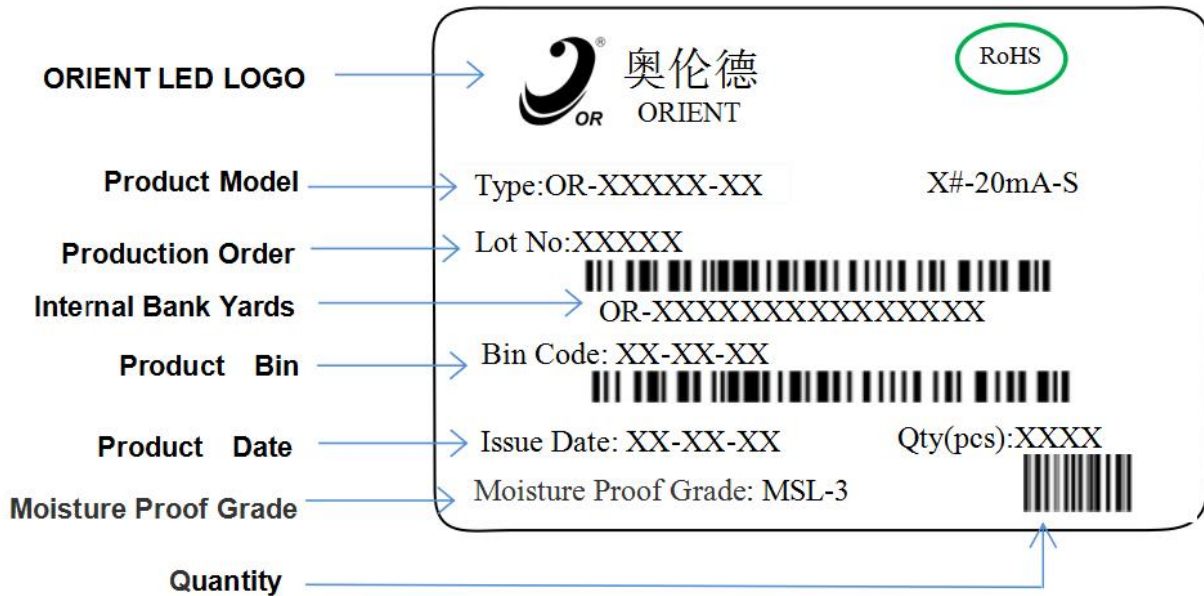 ORIENT LED LOGO
®
OR
奥伦德
ORIENT
RoHS
Product Model
Type:OR-XXXXX-XX
X#-20mA-S
Production Order
Lot No:XXXXX
Internal Bank Yards
OR-XXXXXXXXXXXXXXX
Product Bin
Bin Code: XX-XX-XX
Product Date
Issue Date: XX-XX-XX
Qty(pcs):XXXX
Moisture Proof Grade
Moisture Proof Grade: MSL-3
Quantity